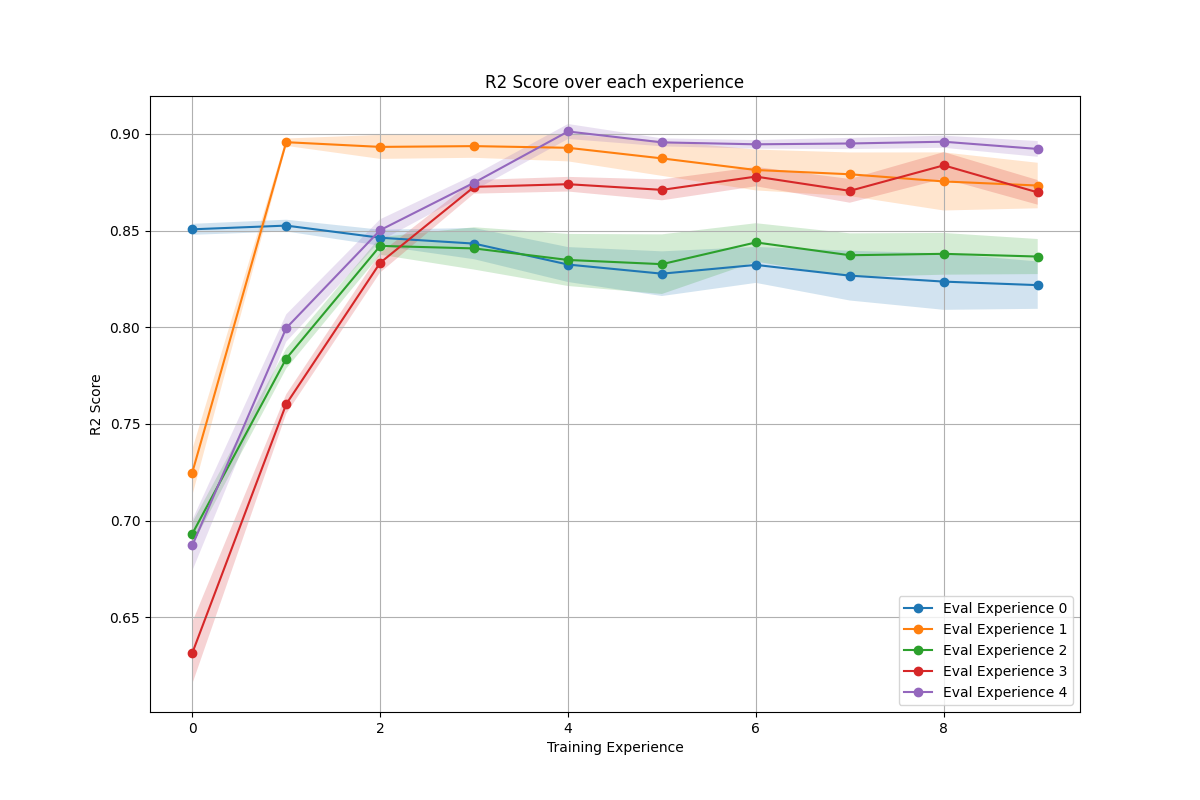 R2 Score over each experience
0.90
0.85
0.80
0.75
0.70
0.65
R2 Score
0 2 4 6 8
Training Experience
Eval Experience 0
Eval Experience 1
Eval Experience 2
Eval Experience 3
Eval Experience 4